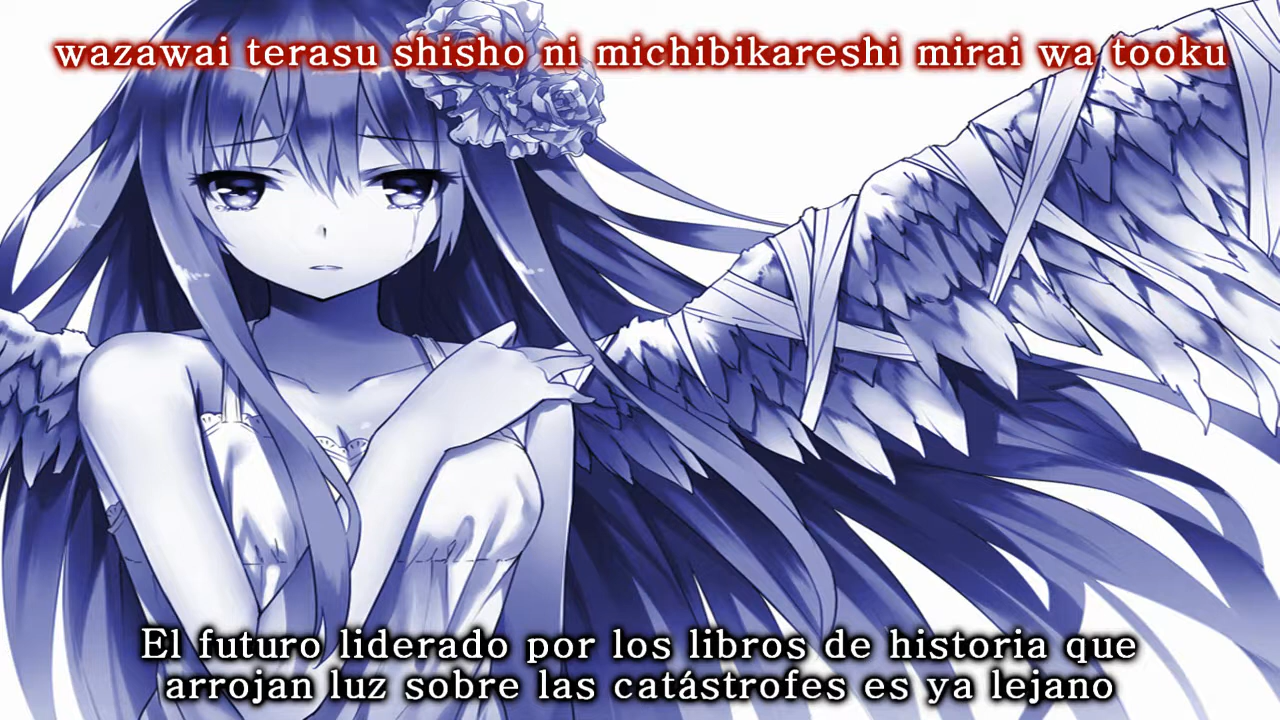 wazawai terasu shisho ni michibikareshi mirai wa tooku
El futuro liderado por los libros de historia que
arrojan luz sobre las catástrofes es ya lejano